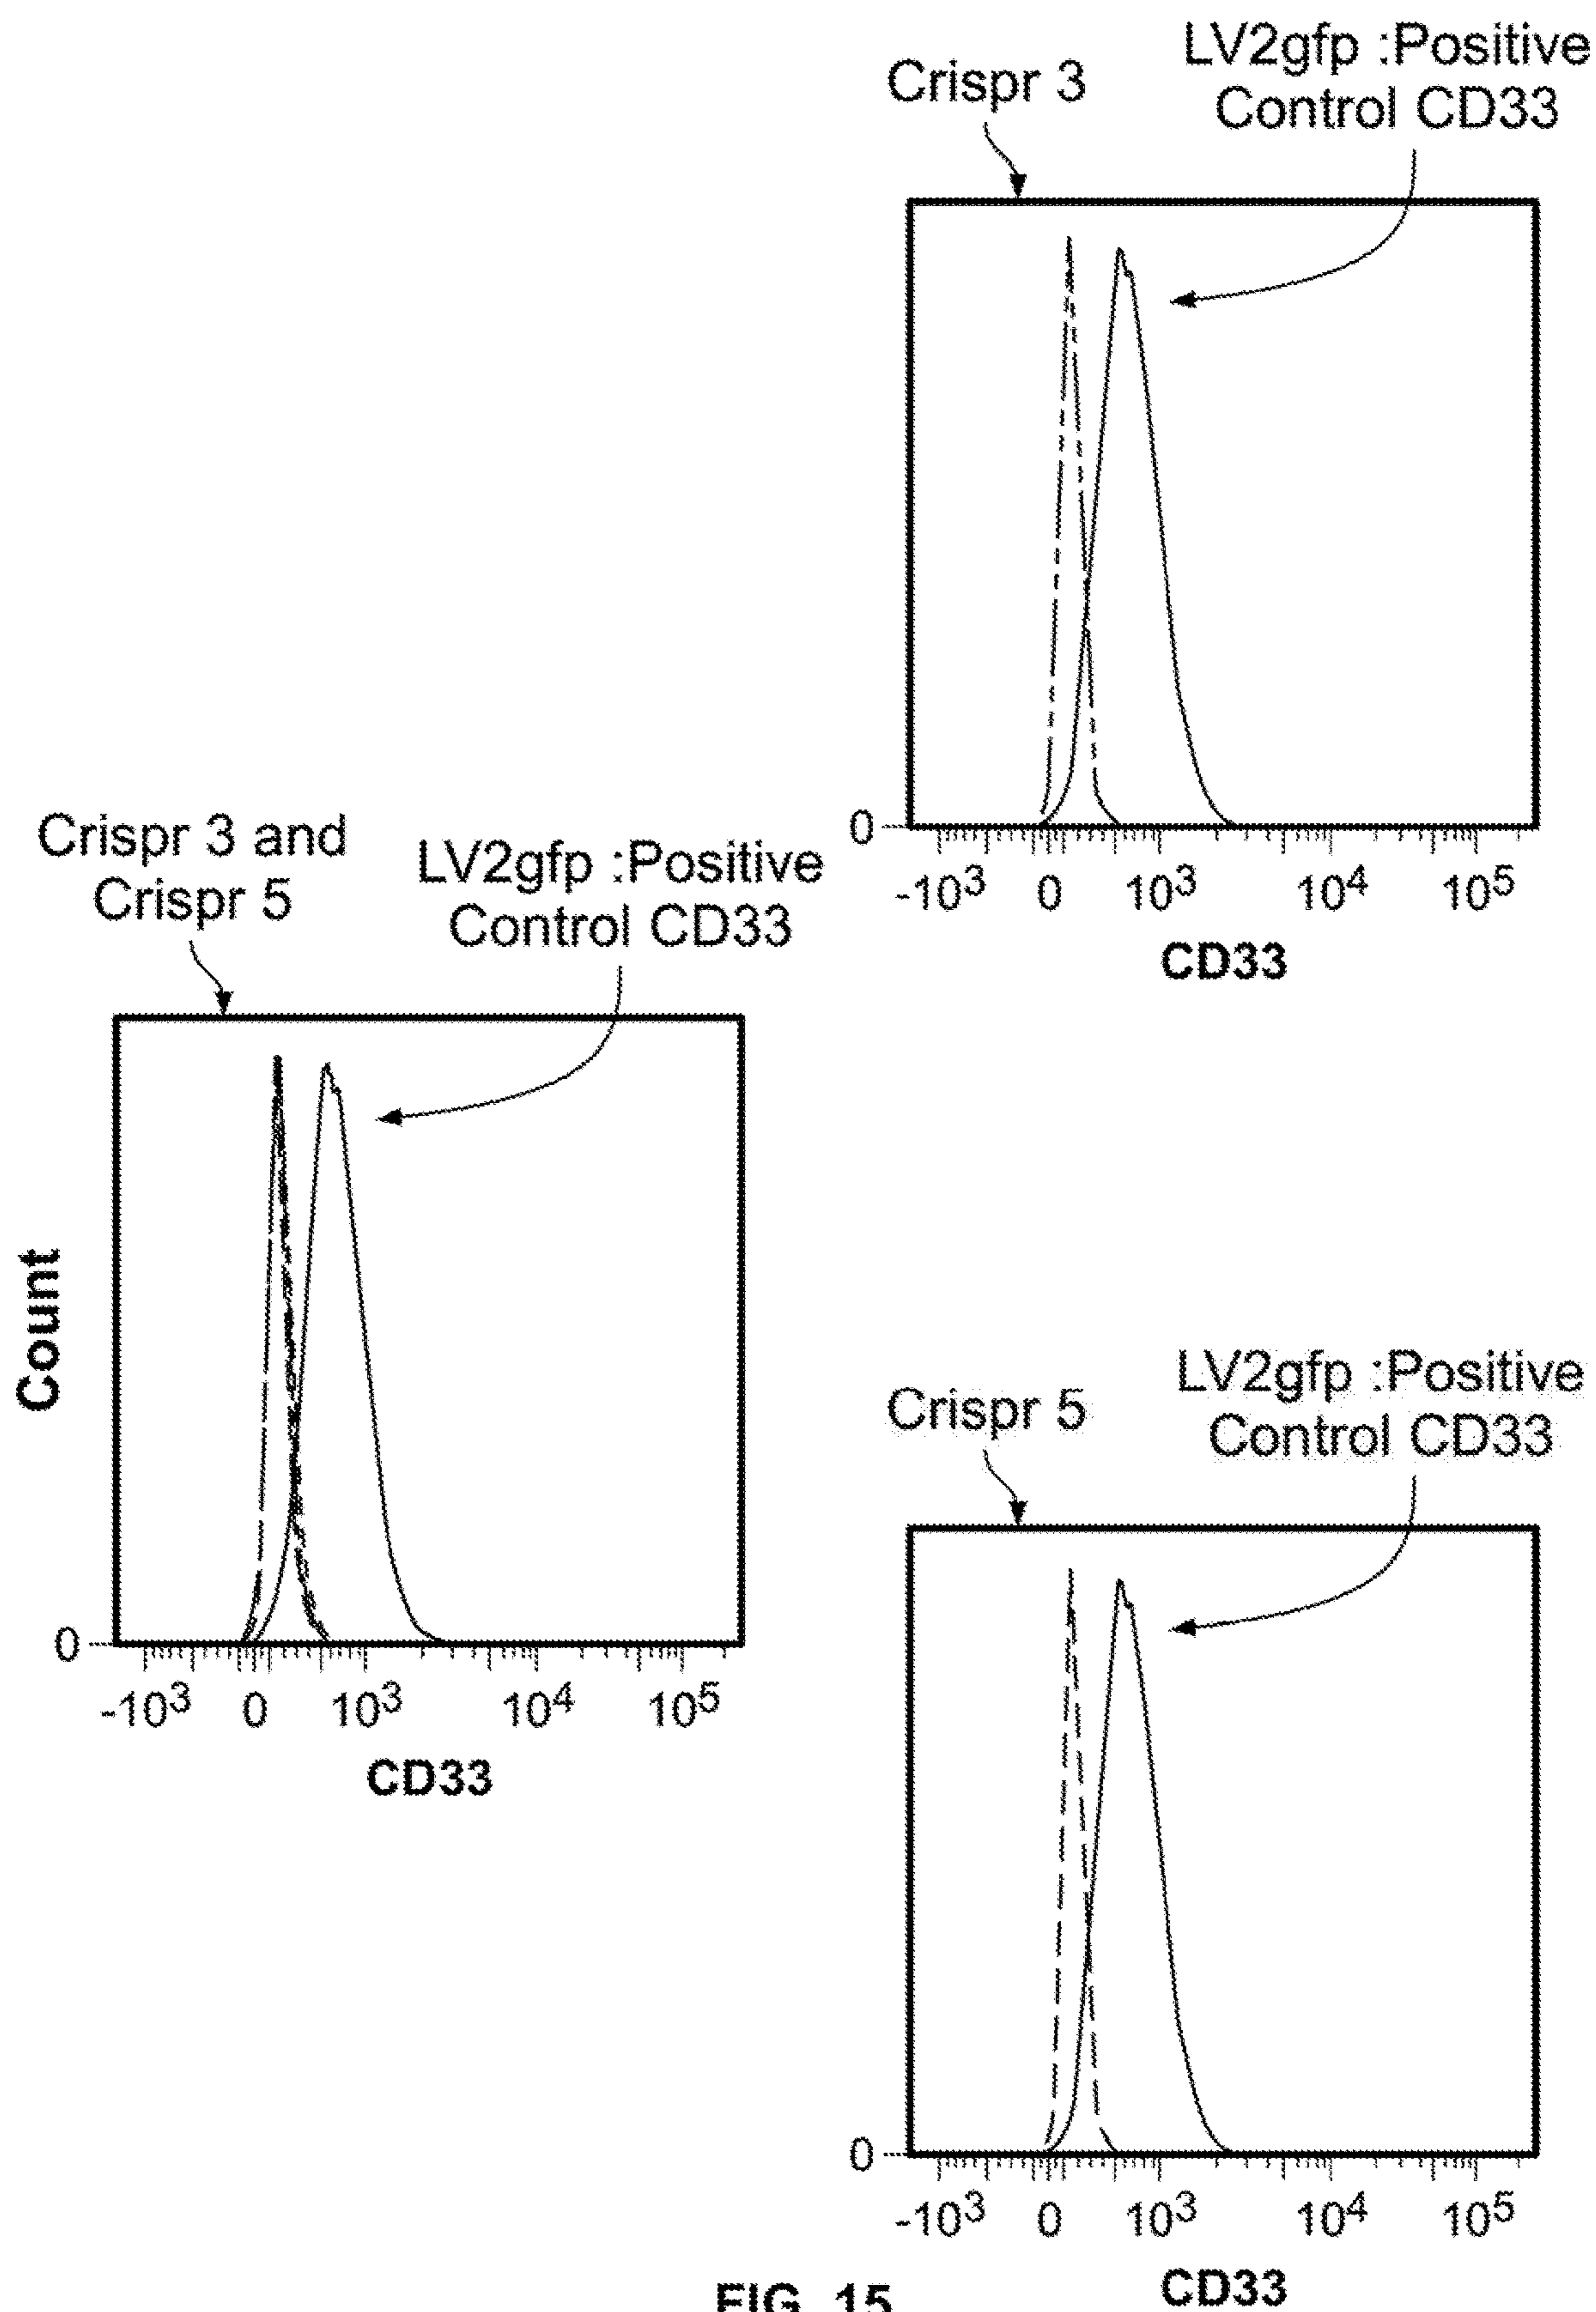 Crispr 3
LV2gfp :Positive
Control CD33
0
-10³ 0 10³ 10⁴ 10⁵
CD33
Crispr 3 and
Crispr 5
LV2gfp :Positive
Control CD33
Count
0
-10³ 0 10³ 10⁴ 10⁵
CD33
Crispr 5
LV2gfp :Positive
Control CD33
0
-10³ 0 10³ 10⁴ 10⁵
CD33
FIG. 15